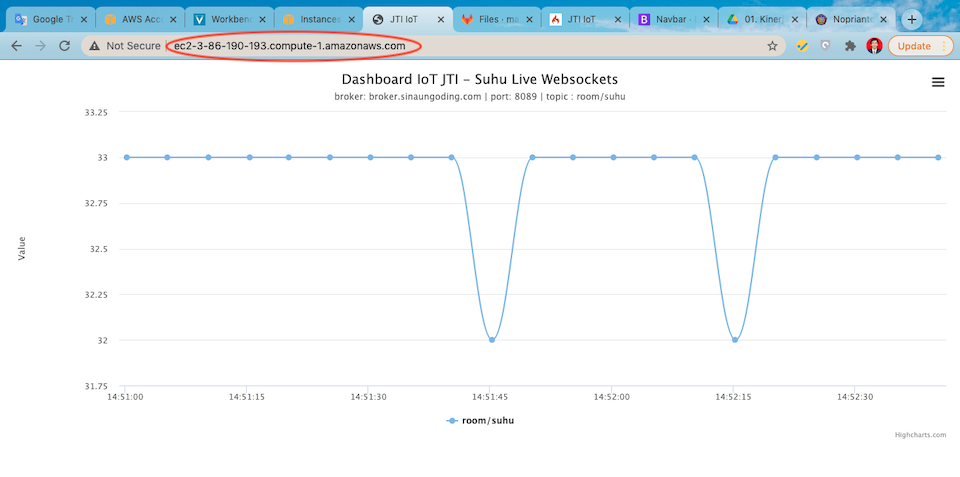 Google T
AWS Acc
Workben
Instances
JTI IoT
Files · ma
JTI IoT
Navbar · B
01. Kiner
Nopriante
Not Secure
ec2-3-86-190-193.compute-1.amazonaws.com
Update
Dashboard IoT JTI - Suhu Live Websockets
broker: broker.sinaungoding.com | port: 8089 | topic : room/suhu
33.25
33
32.75
32.5
32.25
32
31.75
Value
14:51:00
14:51:15
14:51:30
14:51:45
14:52:00
14:52:15
14:52:30
room/suhu
Highcharts.com